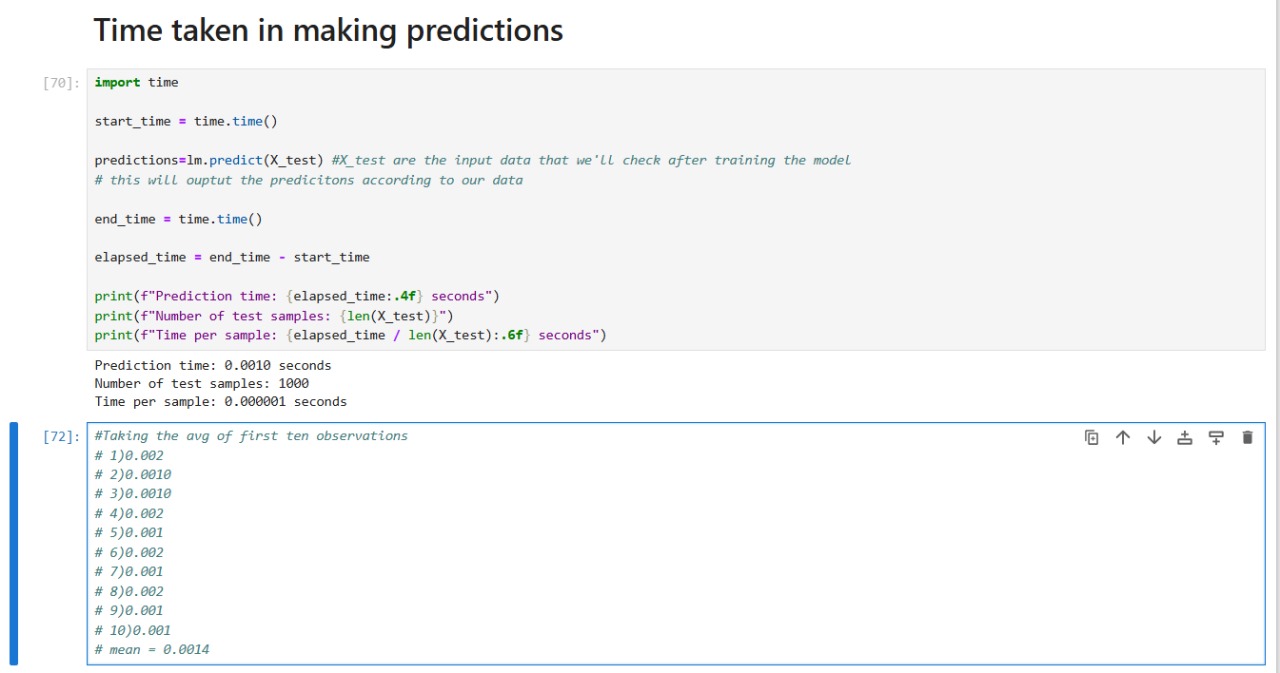 Time taken in making predictions
[70]:
import time
start_time = time.time()
predictions=lm.predict(X_test) #X_test are the input data that we'll check after training the model
# this will ouptut the predicitons according to our data
end_time = time.time()
elapsed_time = end_time - start_time
print(f"Prediction time: {elapsed_time:.4f} seconds")
print(f"Number of test samples: {len(X_test)}")
print(f"Time per sample: {elapsed_time / len(X_test):.6f} seconds")
Prediction time: 0.0010 seconds
Number of test samples: 1000
Time per sample: 0.000001 seconds
[72]:
#Taking the avg of first ten observations
# 1)0.002
# 2)0.0010
# 3)0.0010
# 4)0.002
# 5)0.001
# 6)0.002
# 7)0.001
# 8)0.002
# 9)0.001
# 10)0.001
# mean = 0.0014